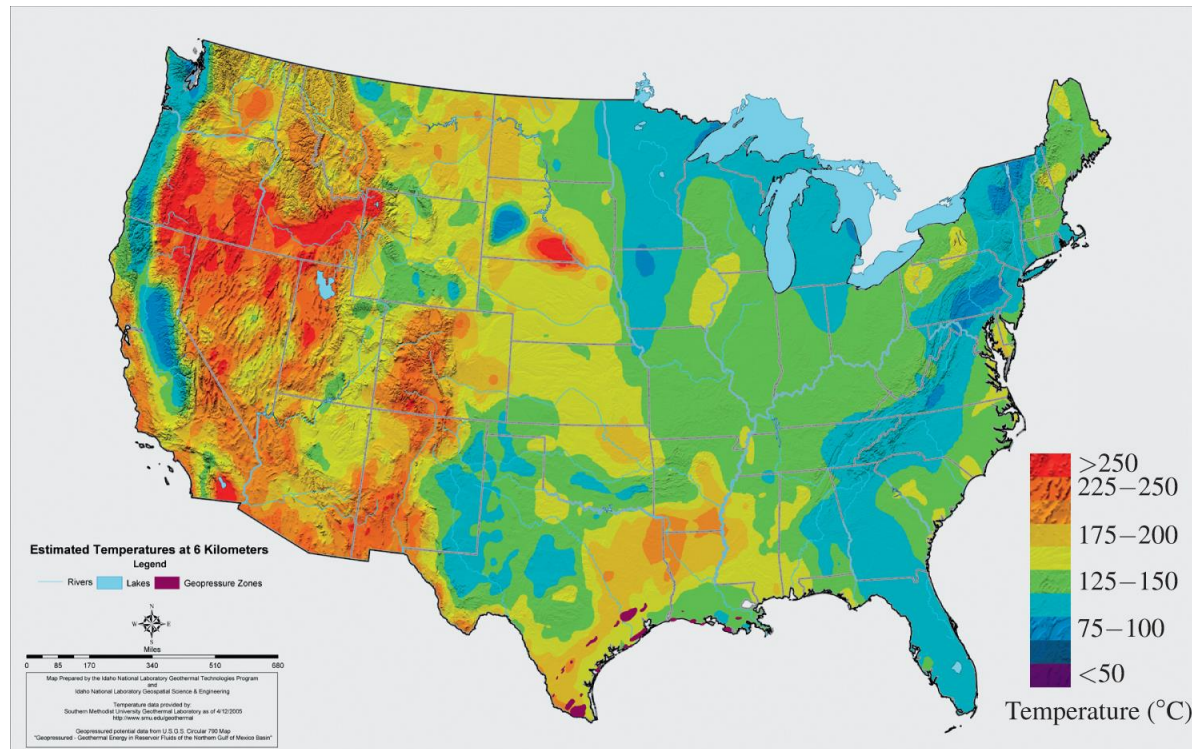 >250
225–250
175–200
125–150
75–100
<50
Temperature (°C)
Estimated Temperatures at 6 Kilometers
Legend
Rivers Lakes Geopressure Zones
N
W E
S
Miles
0 85 170 340 510 680
Map Prepared by the Idaho National Laboratory Geothermal Technologies Program
and
Idaho National Laboratory Geospatial Science & Engineering
Temperature data provided by:
Southern Methodist University Geothermal Laboratory as of 4/12/2005
http://www.smu.edu/geothermal
Geopressured potential data from U.S.G.S. Circular 790 Map
"Geopressured - Geothermal Energy in Reservoir Fluids of the Northern Gulf of Mexico Basin"